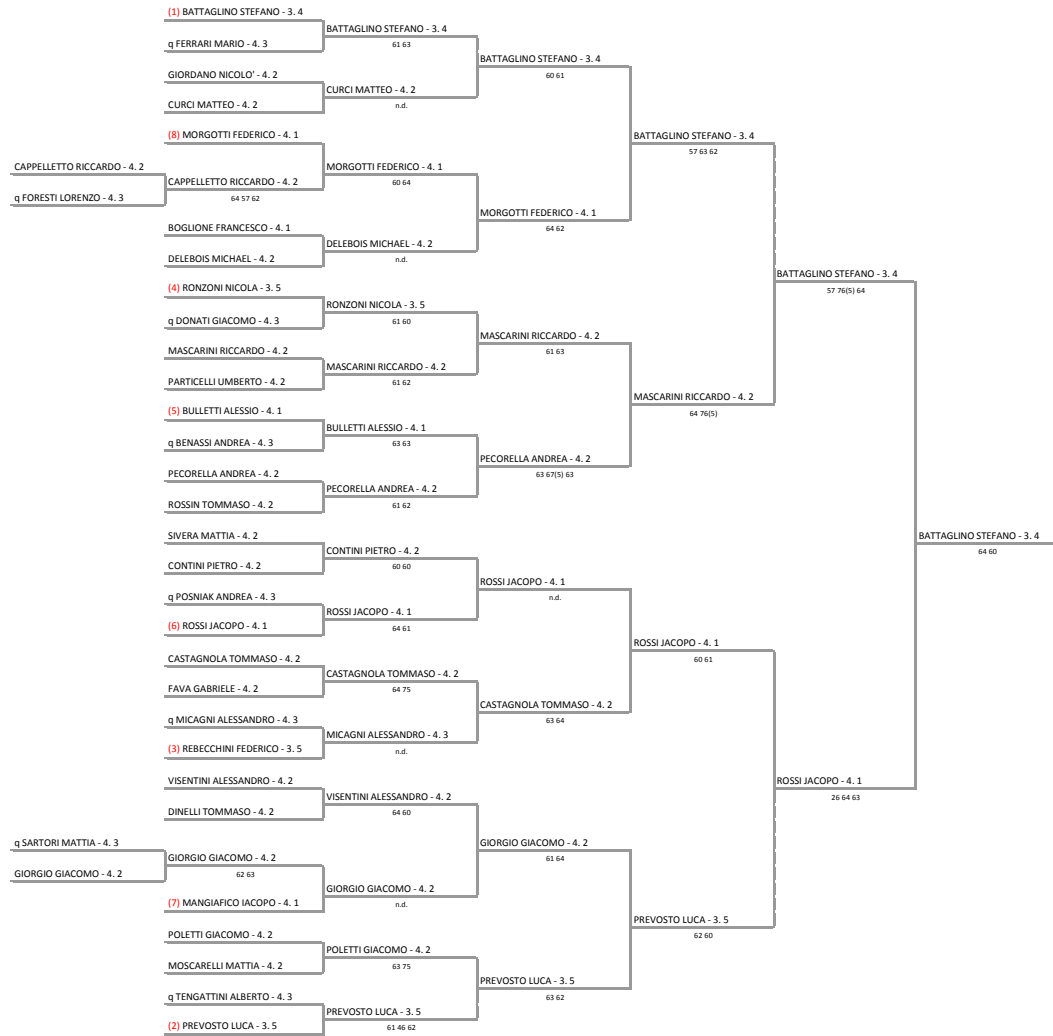 (1) BATTAGLINO STEFANO - 3. 4
BATTAGLINO STEFANO - 3. 4
q FERRARI MARIO - 4. 3
61 63
BATTAGLINO STEFANO - 3. 4
GIORDANO NICOLO' - 4. 2
60 61
CURCI MATTEO - 4. 2
CURCI MATTEO - 4. 2
n.d.
(8) MORGOTTI FEDERICO - 4. 1
BATTAGLINO STEFANO - 3. 4
57 63 62
CAPPELLETTO RICCARDO - 4. 2
MORGOTTI FEDERICO - 4. 1
CAPPELLETTO RICCARDO - 4. 2
60 64
q FORESTI LORENZO - 4. 3
64 57 62
MORGOTTI FEDERICO - 4. 1
BOGLIONE FRANCESCO - 4. 1
64 62
DELEBOIS MICHAEL - 4. 2
DELEBOIS MICHAEL - 4. 2
n.d.
BATTAGLINO STEFANO - 3. 4
(4) RONZONI NICOLA - 3. 5
57 76(5) 64
RONZONI NICOLA - 3. 5
q DONATI GIACOMO - 4. 3
61 60
MASCARINI RICCARDO - 4. 2
MASCARINI RICCARDO - 4. 2
61 63
MASCARINI RICCARDO - 4. 2
PARTICELLI UMBERTO - 4. 2
61 62
MASCARINI RICCARDO - 4. 2
(5) BULLETTI ALESSIO - 4. 1
64 76(5)
BULLETTI ALESSIO - 4. 1
q BENASSI ANDREA - 4. 3
63 63
PECORELLA ANDREA - 4. 2
PECORELLA ANDREA - 4. 2
63 67(5) 63
PECORELLA ANDREA - 4. 2
ROSSIN TOMMASO - 4. 2
61 62
SIVERA MATTIA - 4. 2
BATTAGLINO STEFANO - 3. 4
CONTINI PIETRO - 4. 2
64 60
CONTINI PIETRO - 4. 2
60 60
ROSSI JACOPO - 4. 1
q POSNIAK ANDREA - 4. 3
n.d.
ROSSI JACOPO - 4. 1
(6) ROSSI JACOPO - 4. 1
64 61
ROSSI JACOPO - 4. 1
CASTAGNOLA TOMMASO - 4. 2
60 61
CASTAGNOLA TOMMASO - 4. 2
FAVA GABRIELE - 4. 2
64 75
CASTAGNOLA TOMMASO - 4. 2
q MICAGNI ALESSANDRO - 4. 3
63 64
MICAGNI ALESSANDRO - 4. 3
(3) REBECCHINI FEDERICO - 3. 5
n.d.
VISENTINI ALESSANDRO - 4. 2
ROSSI JACOPO - 4. 1
26 64 63
VISENTINI ALESSANDRO - 4. 2
DINELLI TOMMASO - 4. 2
64 60
q SARTORI MATTIA - 4. 3
GIORGIO GIACOMO - 4. 2
GIORGIO GIACOMO - 4. 2
61 64
GIORGIO GIACOMO - 4. 2
62 63
GIORGIO GIACOMO - 4. 2
(7) MANGIAFICO IACOPO - 4. 1
n.d.
PREVOSTO LUCA - 3. 5
POLETTI GIACOMO - 4. 2
62 60
POLETTI GIACOMO - 4. 2
MOSCARELLI MATTIA - 4. 2
63 75
PREVOSTO LUCA - 3. 5
q TENGATTINI ALBERTO - 4. 3
63 62
PREVOSTO LUCA - 3. 5
(2) PREVOSTO LUCA - 3. 5
61 46 62